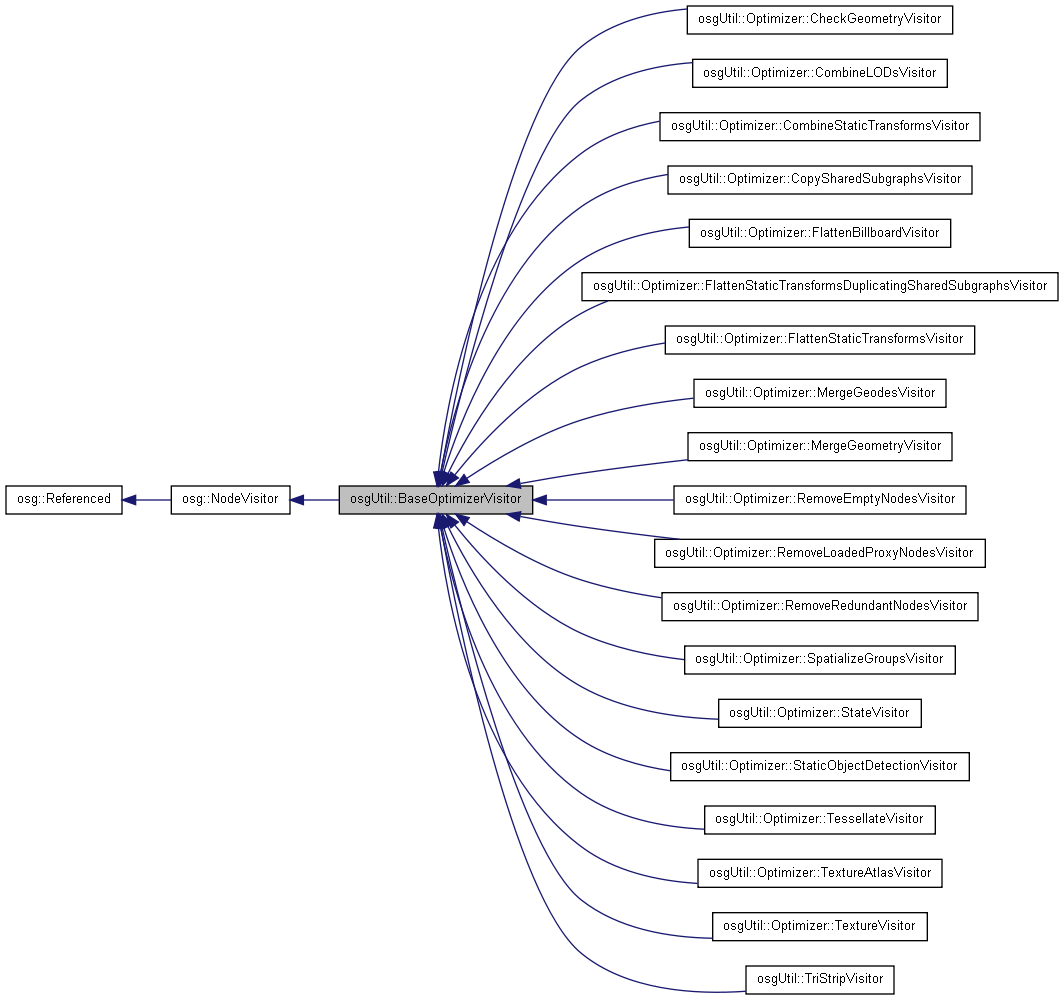 osgUtil::Optimizer::CheckGeometryVisitor
osgUtil::Optimizer::CombineLODsVisitor
osgUtil::Optimizer::CombineStaticTransformsVisitor
osgUtil::Optimizer::CopySharedSubgraphsVisitor
osgUtil::Optimizer::FlattenBillboardVisitor
osgUtil::Optimizer::FlattenStaticTransformsDuplicatingSharedSubgraphsVisitor
osgUtil::Optimizer::FlattenStaticTransformsVisitor
osgUtil::Optimizer::MergeGeodesVisitor
osgUtil::Optimizer::MergeGeometryVisitor
osg::Referenced
osg::NodeVisitor
osgUtil::BaseOptimizerVisitor
osgUtil::Optimizer::RemoveEmptyNodesVisitor
osgUtil::Optimizer::RemoveLoadedProxyNodesVisitor
osgUtil::Optimizer::RemoveRedundantNodesVisitor
osgUtil::Optimizer::SpatializeGroupsVisitor
osgUtil::Optimizer::StateVisitor
osgUtil::Optimizer::StaticObjectDetectionVisitor
osgUtil::Optimizer::TessellateVisitor
osgUtil::Optimizer::TextureAtlasVisitor
osgUtil::Optimizer::TextureVisitor
osgUtil::TriStripVisitor